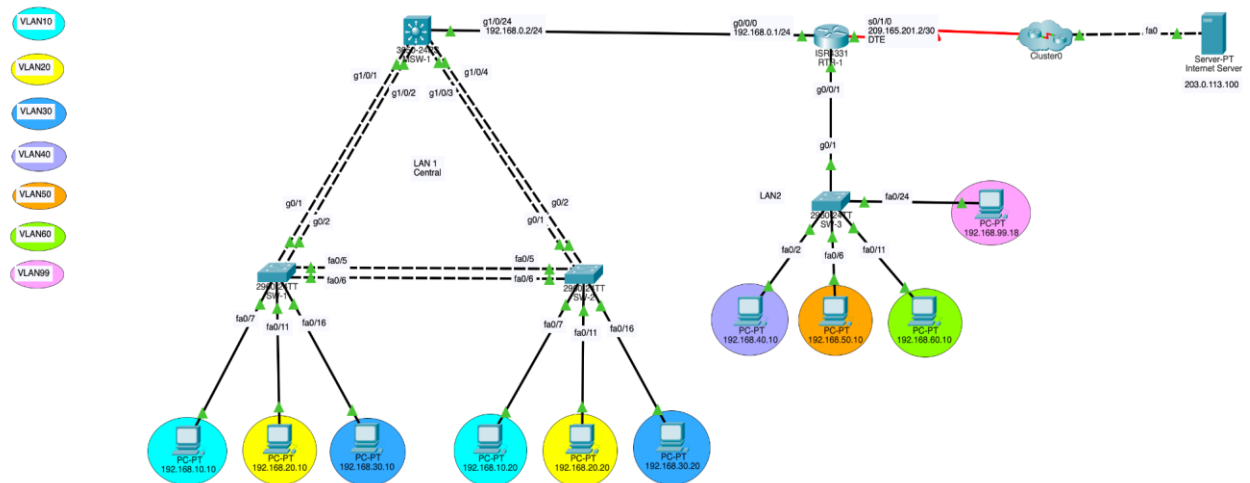 VLAN10
VLAN20
VLAN30
VLAN40
VLAN50
VLAN60
VLAN99
g1/0/24
192.168.0.2/24
g0/0/0
192.168.0.1/24
s0/1/0
209.165.201.2/30
DTE
ISR4331
RTR-1
Cluster0
fa0
Server-PT
Internet Server
203.0.113.100
MSW-1
g1/0/1
g1/0/2
g1/0/4
g1/0/3
g0/0/1
LAN 1
Central
g0/1
LAN2
2960-24TT
SW-3
fa0/24
PC-PT
192.168.99.18
fa0/2
fa0/6
fa0/11
PC-PT
192.168.40.10
PC-PT
192.168.50.10
PC-PT
192.168.60.10
g0/1
g0/2
g0/2
g0/1
fa0/5
fa0/6
fa0/5
fa0/6
2960-24TT
SW-1
2960-24TT
SW-2
fa0/7
fa0/11
fa0/16
fa0/7
fa0/11
fa0/16
PC-PT
192.168.10.10
PC-PT
192.168.20.10
PC-PT
192.168.30.10
PC-PT
192.168.10.20
PC-PT
192.168.20.20
PC-PT
192.168.30.20